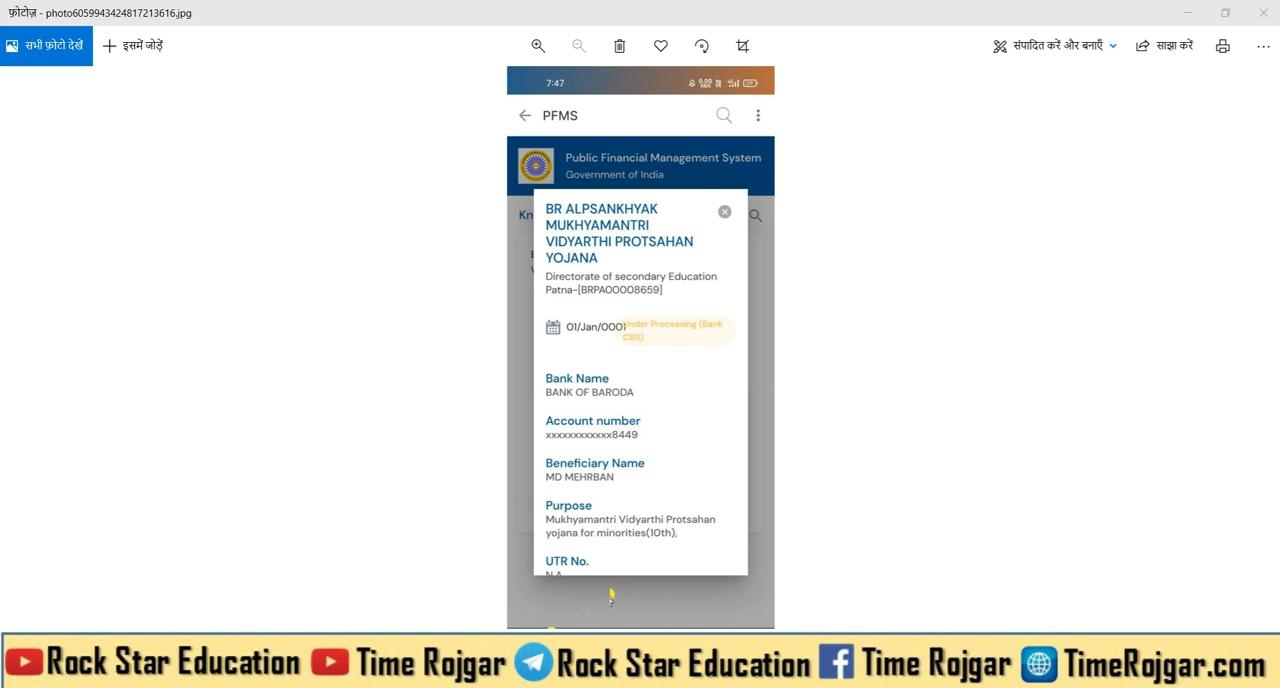 फ़ोटोज़ - photo6059943424817213616.jpg
सभी फ़ोटो देखें
इसमें जोड़ें
संपादित करें और बनाएँ
साझा करें
7:47
PFMS
Public Financial Management System
Government of India
Kn
BR ALPSANKHYAK
MUKHYAMANTRI
VIDYARTHI PROTSAHAN
YOJANA
Directorate of secondary Education
Patna-[BRPA00008659]
01/Jan/0001
Under Processing (Bank
CBS)
Bank Name
BANK OF BARODA
Account number
xxxxxxxxxxxx8449
Beneficiary Name
MD MEHRBAN
Purpose
Mukhyamantri Vidyarthi Protsahan
yojana for minorities(10th),
UTR No.
N.A
Rock Star Education Time Rojgar Rock Star Education Time Rojgar TimeRojgar.com